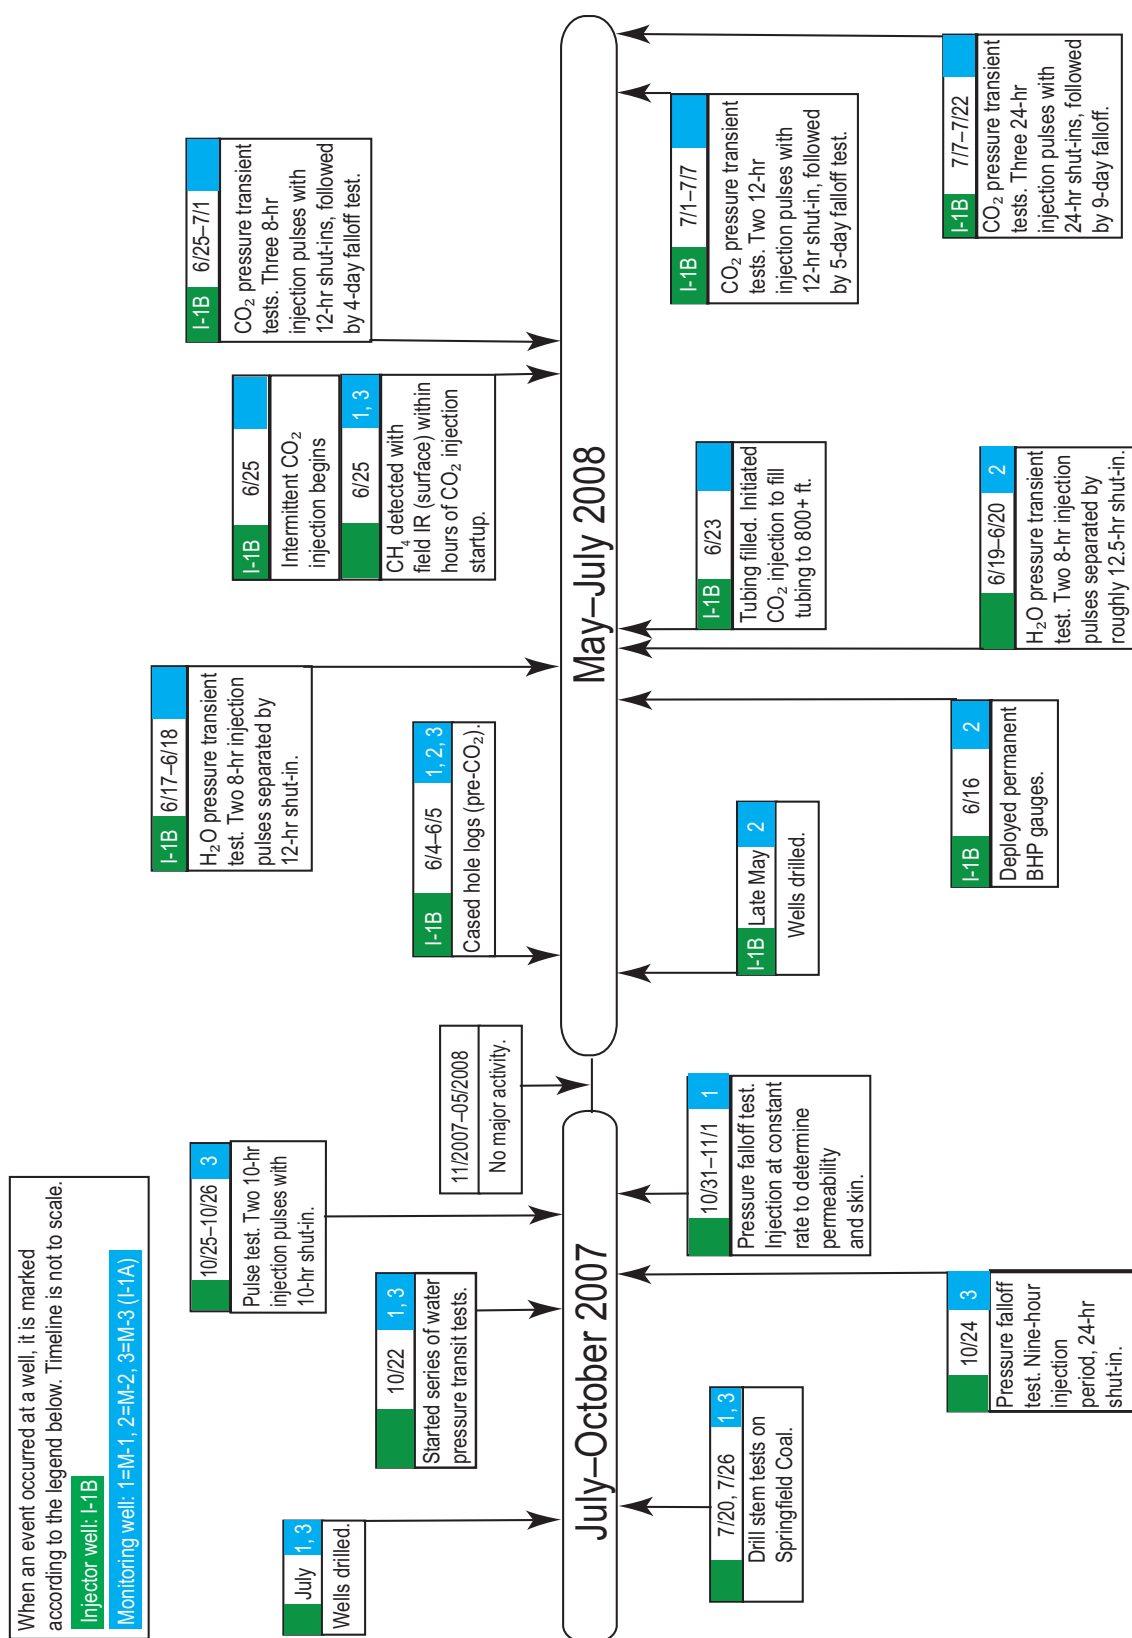 When an event occurred at a well, it is marked
according to the legend below. Timeline is not to scale.
Injector well: I-1B
Monitoring well: 1=M-1, 2=M-2, 3=M-3 (I-1A)
July 1, 3
Wells drilled.
10/22 1, 3
Started series of water
pressure transit tests.
10/25–10/26 3
Pulse test. Two 10-hr
injection pulses with
10-hr shut-in.
11/2007–05/2008
No major activity.
I-1B 6/4–6/5 1, 2, 3
Cased hole logs (pre-CO₂).
I-1B 6/17–6/18
H₂O pressure transient
test. Two 8-hr injection
pulses separated by
12-hr shut-in.
I-1B 6/25
Intermittent CO₂
injection begins
6/25 1, 3
CH₄ detected with
field IR (surface) within
hours of CO₂ injection
startup.
I-1B 6/25–7/1
CO₂ pressure transient
tests. Three 8-hr
injection pulses with
12-hr shut-ins, followed
by 4-day falloff test.
July–October 2007
May–July 2008
7/20, 7/26 1, 3
Drill stem tests on
Springfield Coal.
10/24 3
Pressure falloff
test. Nine-hour
injection
period, 24-hr
shut-in.
10/31–11/1 1
Pressure falloff test.
Injection at constant
rate to determine
permeability
and skin.
I-1B Late May 2
Wells drilled.
I-1B 6/16 2
Deployed permanent
BHP gauges.
6/19–6/20 2
H₂O pressure transient
test. Two 8-hr injection
pulses separated by
roughly 12.5-hr shut-in.
I-1B 6/23
Tubing filled. Initiated
CO₂ injection to fill
tubing to 800+ ft.
I-1B 7/1–7/7
CO₂ pressure transient
tests. Two 12-hr
injection pulses with
12-hr shut-in, followed
by 5-day falloff test.
I-1B 7/7–7/22
CO₂ pressure transient
tests. Three 24-hr
injection pulses with
24-hr shut-ins, followed
by 9-day falloff.